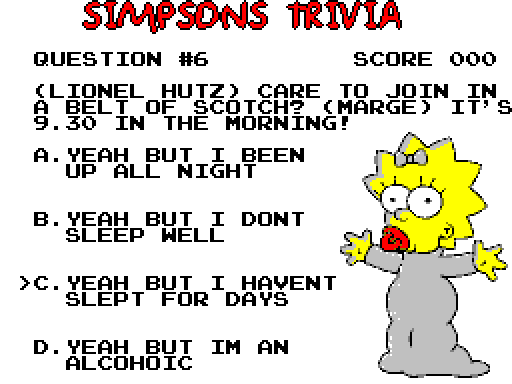 SIMPSONS TRIVIA
QUESTION #6 SCORE 000
(LIONEL HUTZ) CARE TO JOIN IN
A BELT OF SCOTCH? (MARGE) IT'S
9.30 IN THE MORNING!
A.YEAH BUT I BEEN
UP ALL NIGHT
B.YEAH BUT I DONT
SLEEP WELL
>C.YEAH BUT I HAVENT
SLEPT FOR DAYS
D.YEAH BUT IM AN
ALCOHOIC